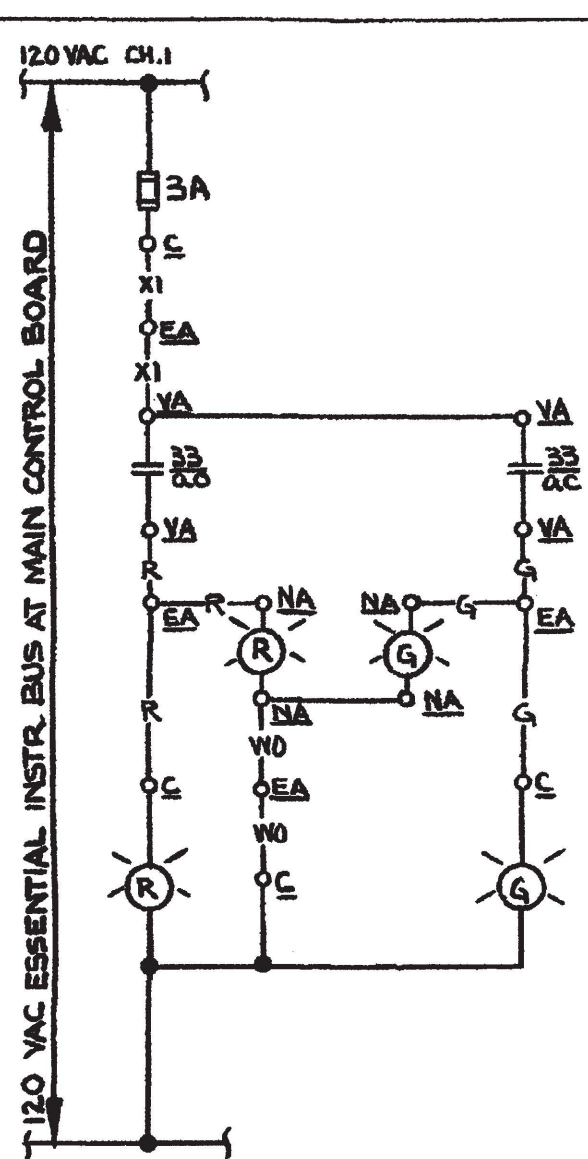 120 VAC CH.1
3A
C
X1
EA
X1
VA
VA
33
a.o
33
a.c
VA
VA
R
G
EA
R
NA
NA
G
EA
R
G
NA
NA
R
G
WO
C
EA
C
WO
C
R
G
120 VAC ESSENTIAL INSTR. BUS AT MAIN CONTROL BOARD